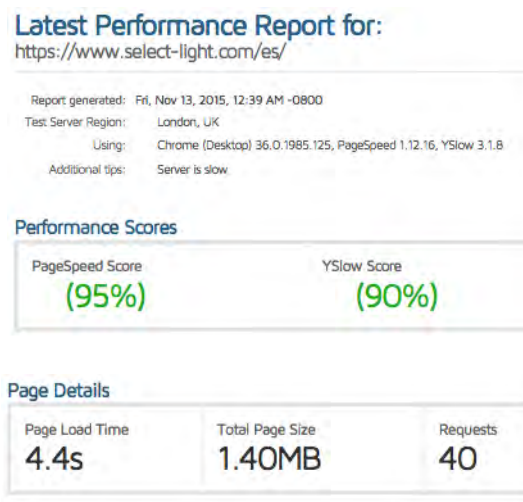 Latest Performance Report for:
https://www.select-light.com/es/
Report generated: Fri, Nov 13, 2015, 12:39 AM -0800
Test Server Region: London, UK
Using: Chrome (Desktop) 36.0.1985.125, PageSpeed 1.12.16, YSlow 3.1.8
Additional tips: Server is slow
Performance Scores
PageSpeed Score YSlow Score
(95%) (90%)
Page Details
Page Load Time Total Page Size Requests
4.4s 1.40MB 40